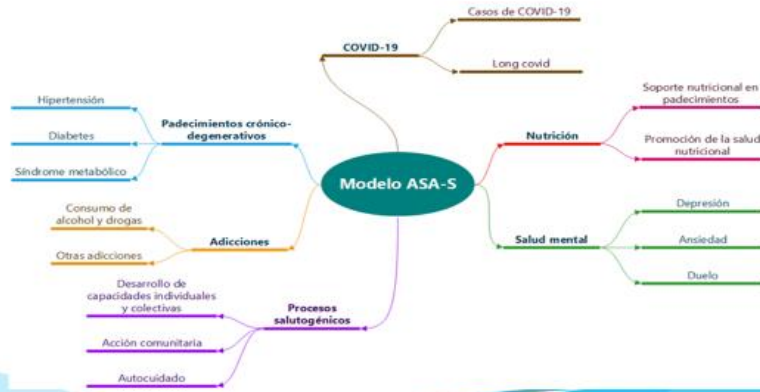 Casos de COVID-19
COVID-19
Long covid
Hipertensión
Diabetes
Síndrome metabólico
Padecimientos crónico-
degenerativos
Soporte nutricional en
padecimientos
Nutrición
Promoción de la salud
nutricional
Modelo ASA-S
Consumo de
alcohol y drogas
Otras adicciones
Adicciones
Depresión
Salud mental
Ansiedad
Duelo
Desarrollo de
capacidades individuales
y colectivas
Procesos
salutogénicos
Acción comunitaria
Autocuidado